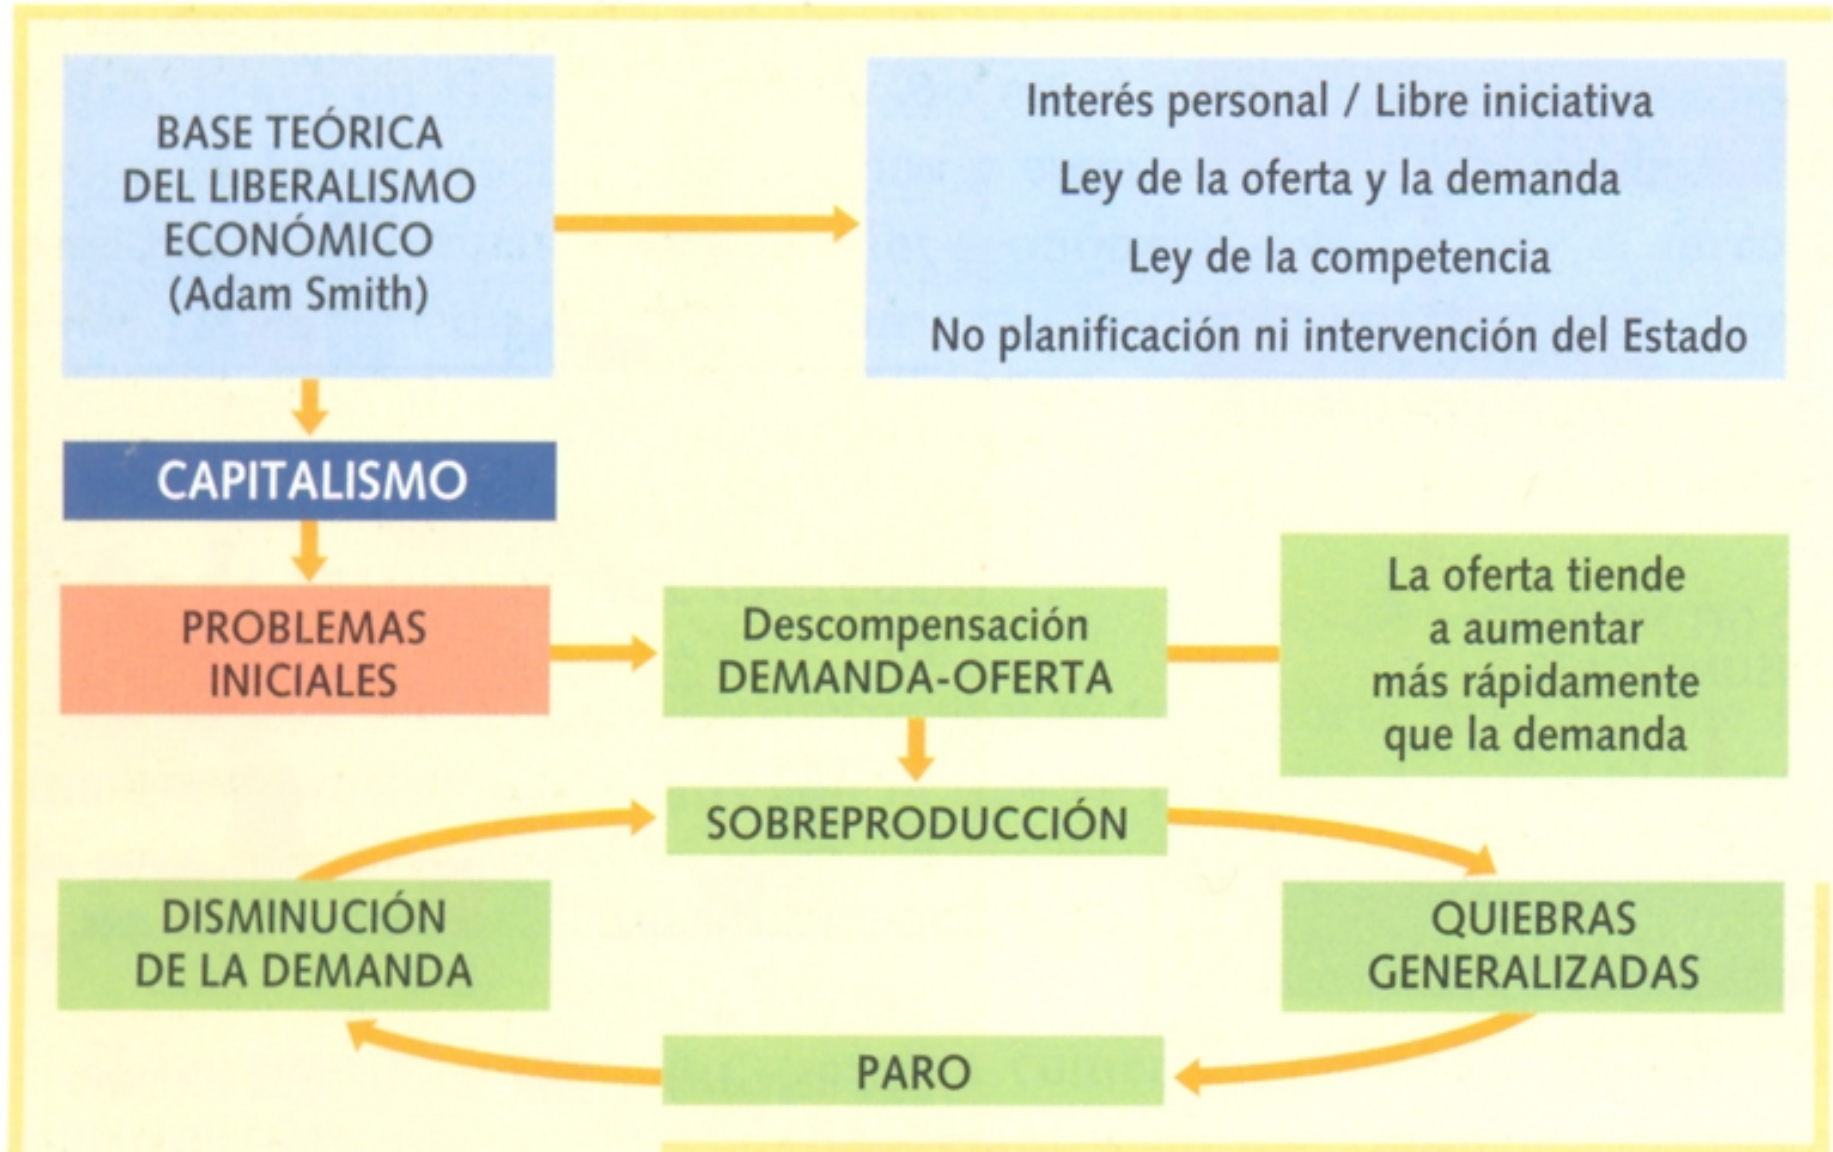 BASE TEÓRICA
DEL LIBERALISMO
ECONÓMICO
(Adam Smith)
Interés personal / Libre iniciativa
Ley de la oferta y la demanda
Ley de la competencia
No planificación ni intervención del Estado
CAPITALISMO
PROBLEMAS
INICIALES
Descompensación
DEMANDA-OFERTA
La oferta tiende
a aumentar
más rápidamente
que la demanda
SOBREPRODUCCIÓN
DISMINUCIÓN
DE LA DEMANDA
QUIEBRAS
GENERALIZADAS
PARO